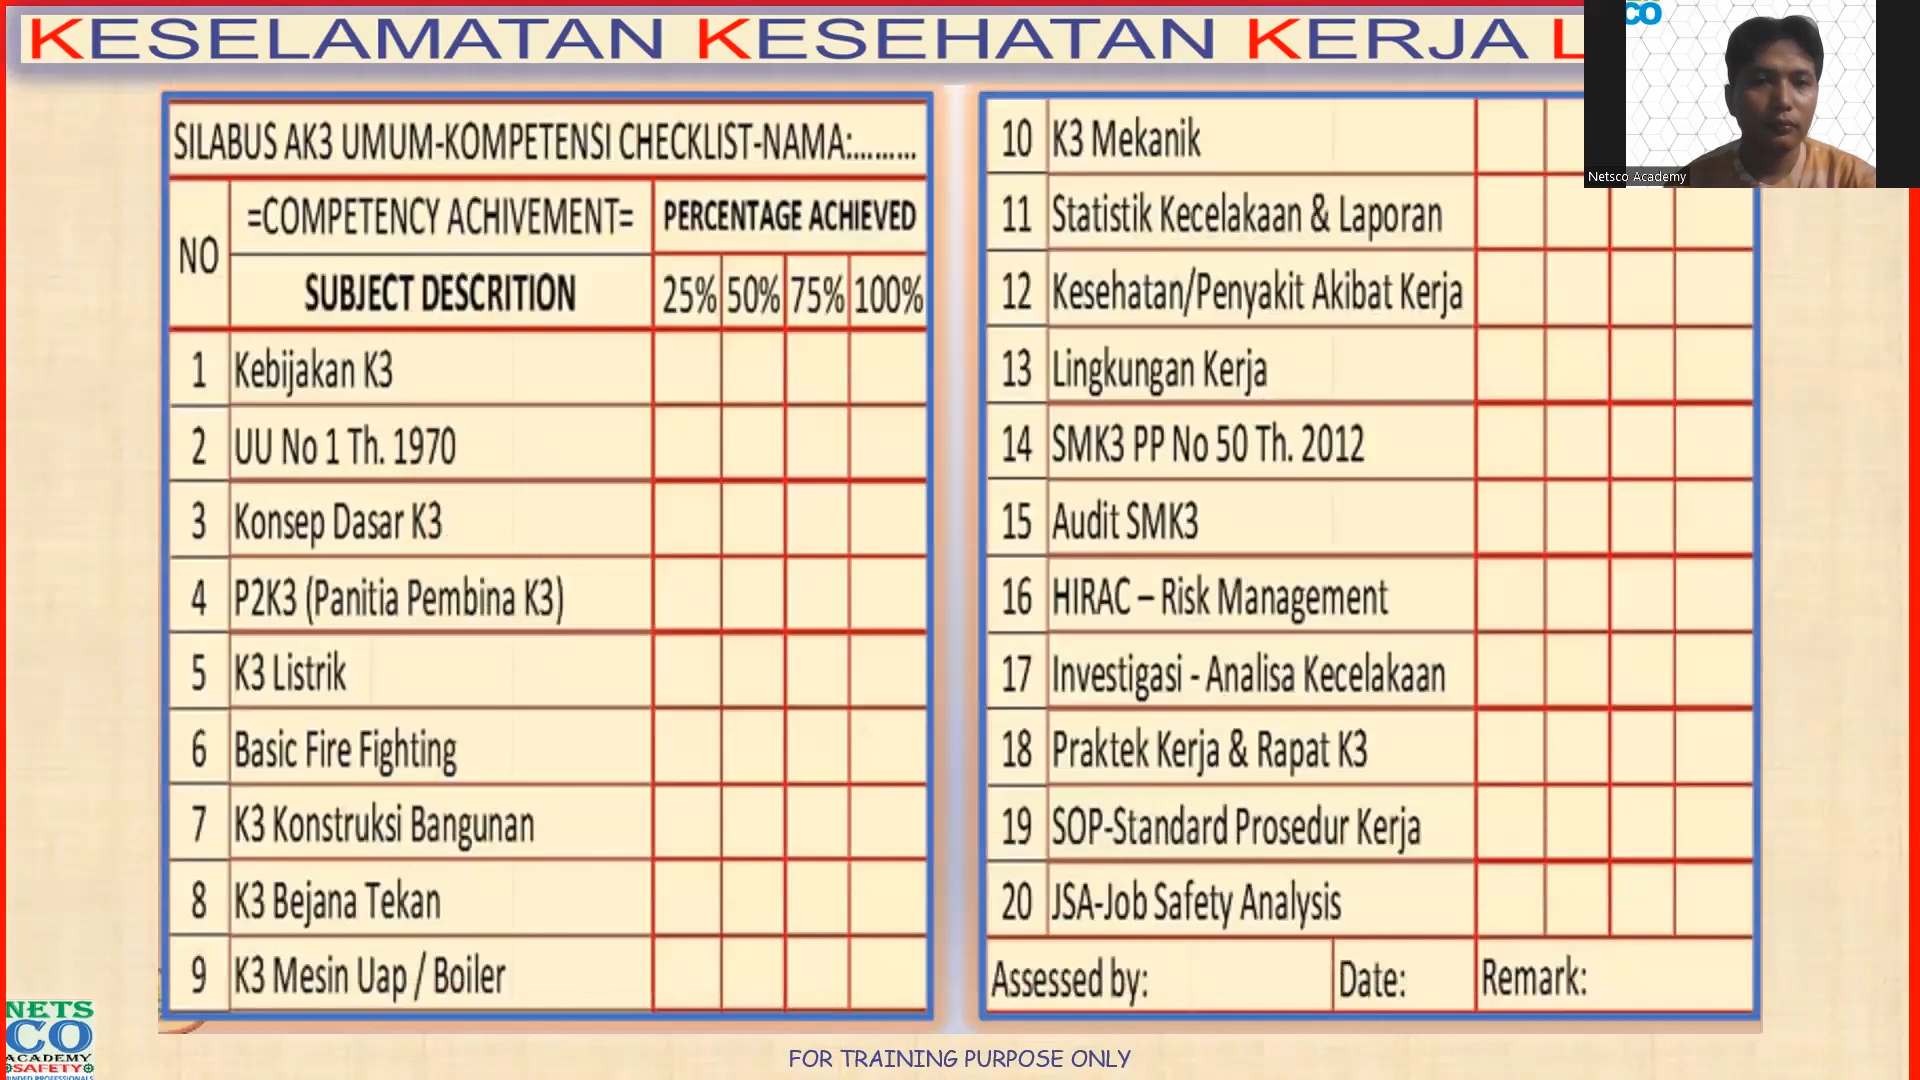 KESELAMATAN KESEHATAN KERJA L
CO
Netsco Academy
SILABUS AK3 UMUM-KOMPETENSI CHECKLIST-NAMA:.........
NO
=COMPETENCY ACHIVEMENT=
PERCENTAGE ACHIEVED
SUBJECT DESCRITION
25% 50% 75% 100%
1 Kebijakan K3
2 UU No 1 Th. 1970
3 Konsep Dasar K3
4 P2K3 (Panitia Pembina K3)
5 K3 Listrik
6 Basic Fire Fighting
7 K3 Konstruksi Bangunan
8 K3 Bejana Tekan
9 K3 Mesin Uap / Boiler
10 K3 Mekanik
11 Statistik Kecelakaan & Laporan
12 Kesehatan/Penyakit Akibat Kerja
13 Lingkungan Kerja
14 SMK3 PP No 50 Th. 2012
15 Audit SMK3
16 HIRAC – Risk Management
17 Investigasi - Analisa Kecelakaan
18 Praktek Kerja & Rapat K3
19 SOP-Standard Prosedur Kerja
20 JSA-Job Safety Analysis
Assessed by: Date: Remark:
NETS
CO
ACADEMY
SAFETY
MINDED PROFESSIONALS
FOR TRAINING PURPOSE ONLY